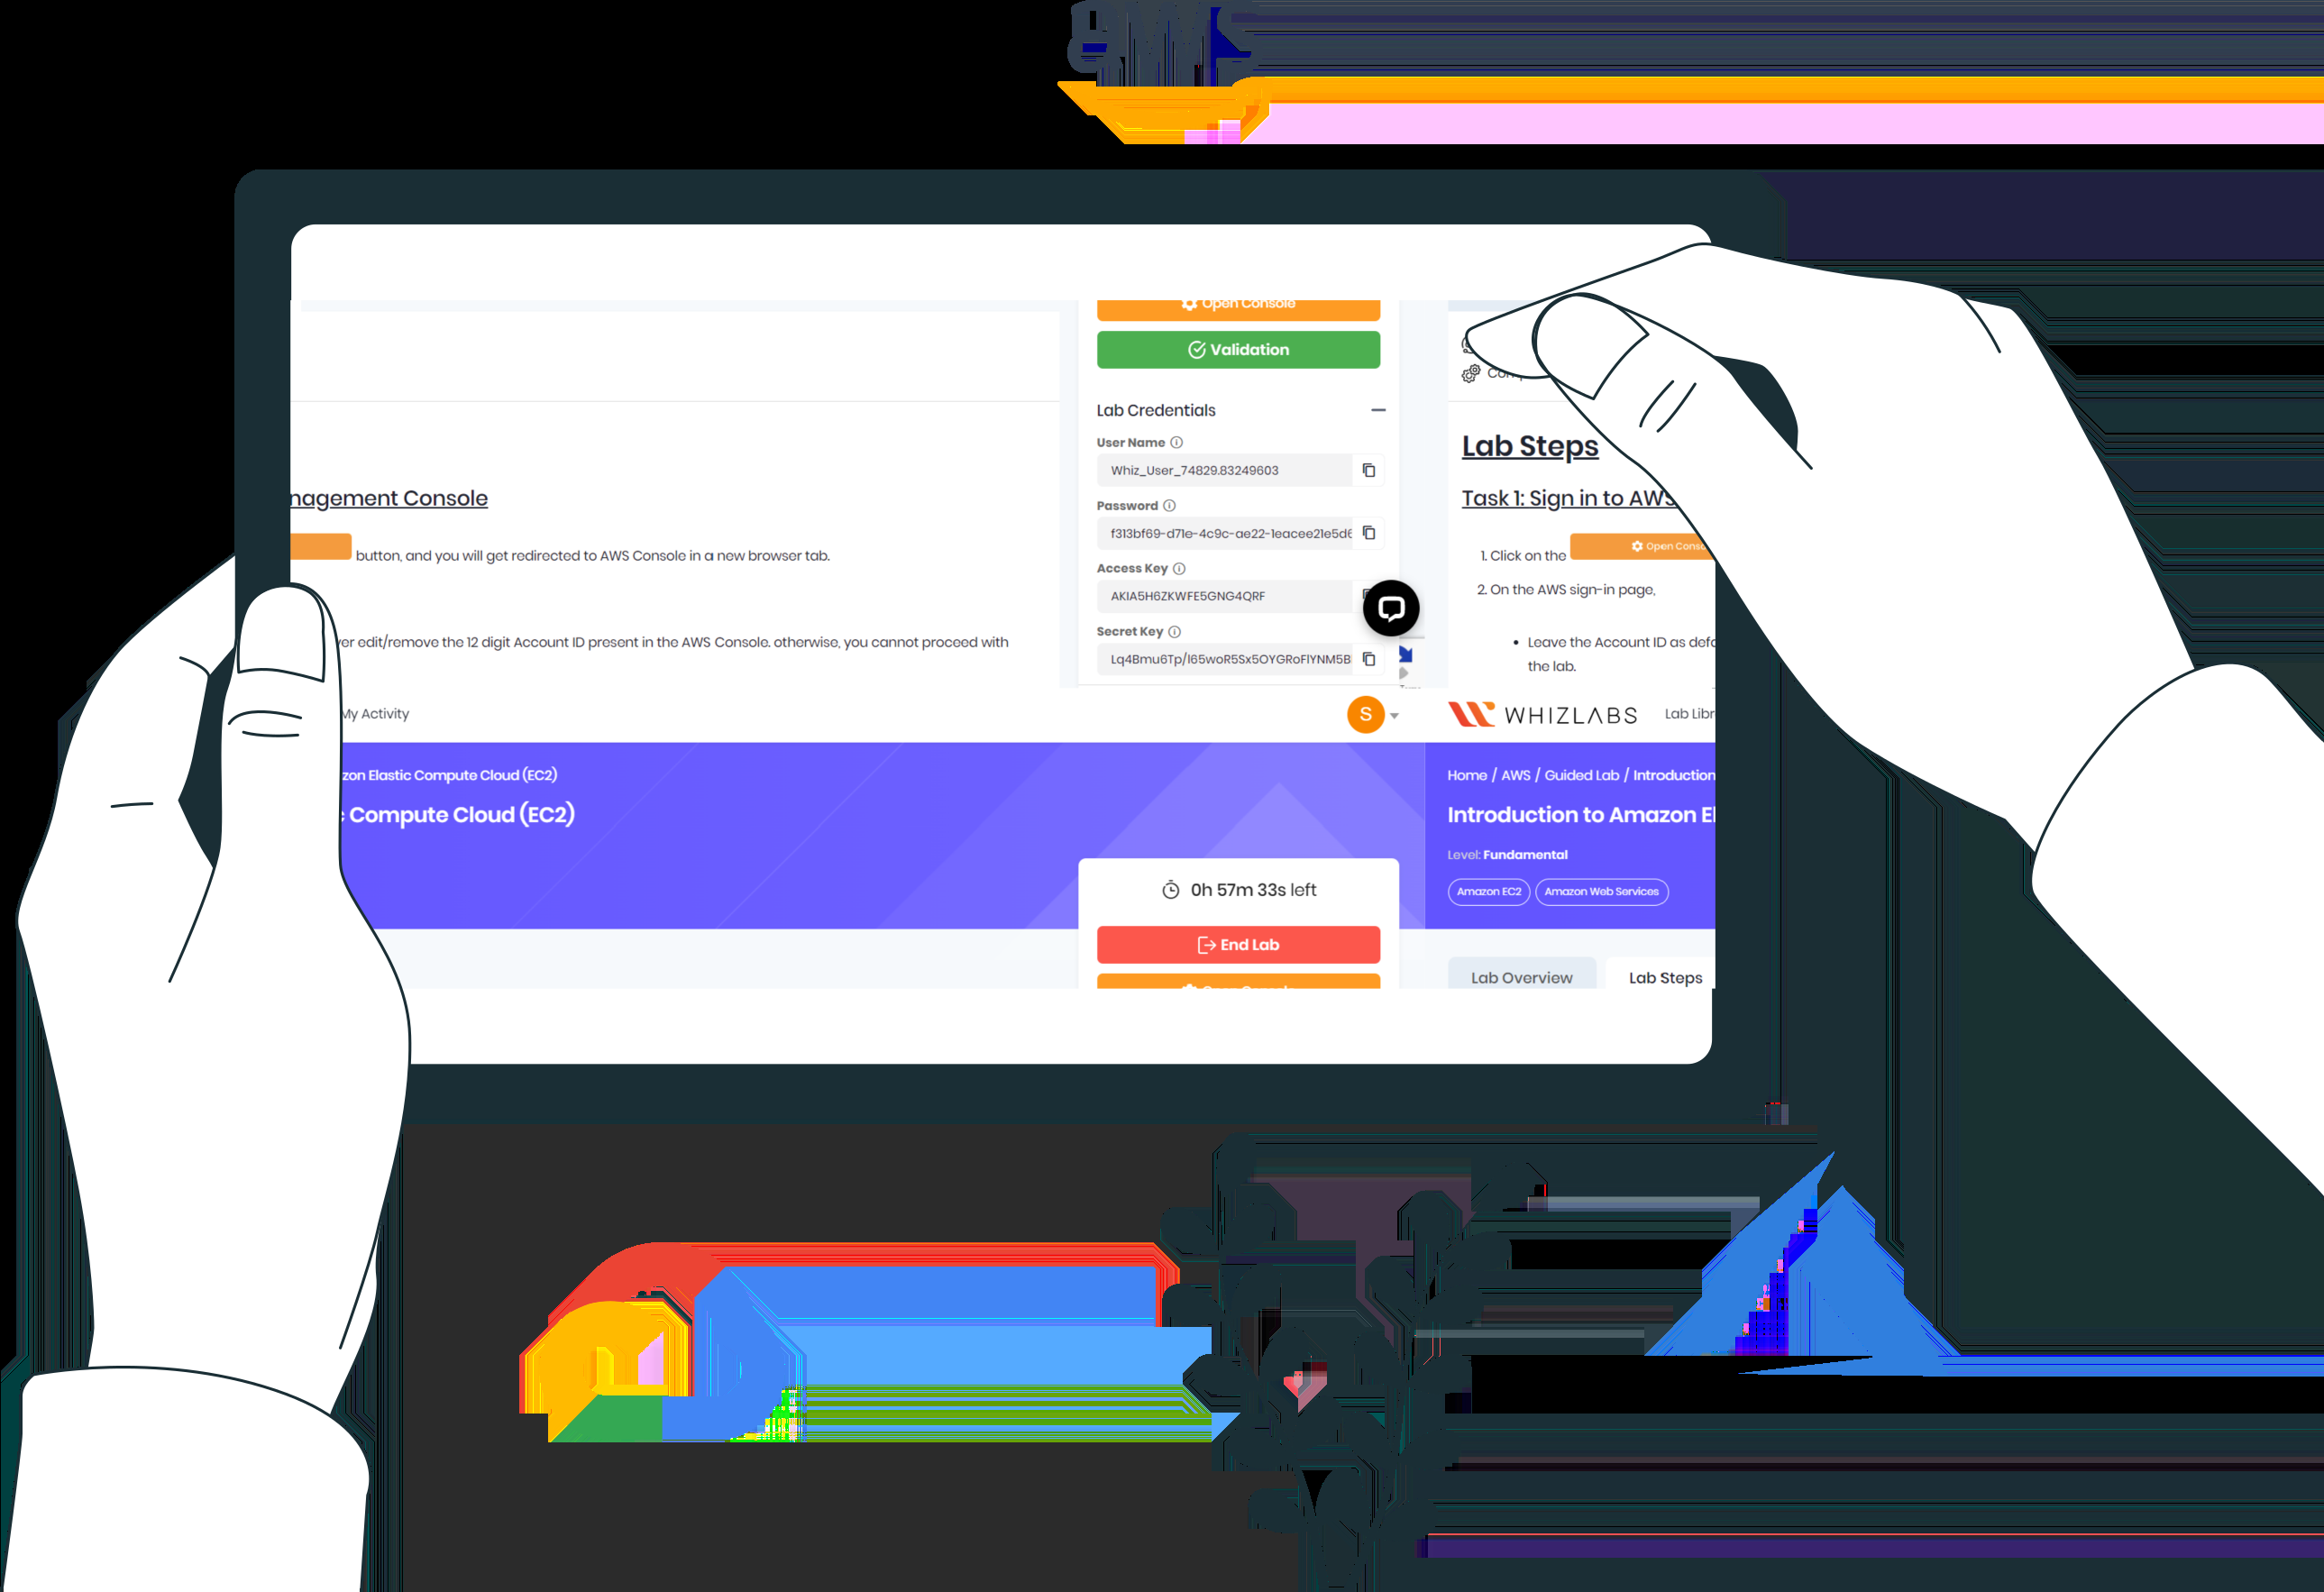 aws
Open Console
Validation
Lab Credentials
User Name
Whiz_User_74829.83249603
Password
f313bf69-d71e-4c9c-ae22-1eacee21e5d6
Access Key
AKIA5H6ZKWFE5GNG4QRF
Secret Key
Lq4Bmu6Tp/I65woR5Sx5OYGRoFIYNM5B
nagement Console
button, and you will get redirected to AWS Console in a new browser tab.
ver edit/remove the 12 digit Account ID present in the AWS Console. otherwise, you cannot proceed with
Lab Steps
Task 1: Sign in to AWS
1. Click on the Open Conso
2. On the AWS sign-in page,
• Leave the Account ID as defa
the lab.
My Activity
S
WHIZLABS Lab Libr
zon Elastic Compute Cloud (EC2)
c Compute Cloud (EC2)
0h 57m 33s left
End Lab
Home / AWS / Guided Lab / Introduction
Introduction to Amazon El
Level: Fundamental
Amazon EC2 Amazon Web Services
Lab Overview Lab Steps